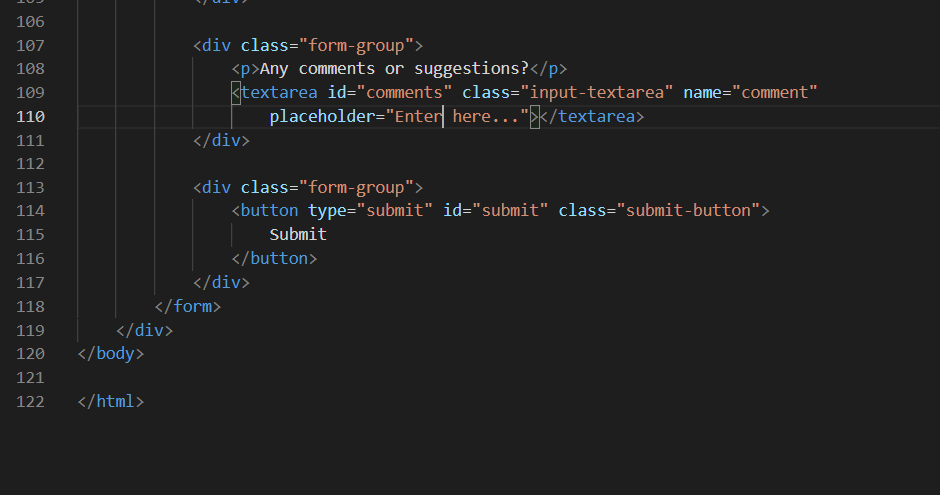 109 </div>
106
107 <div class="form-group">
108 <p>Any comments or suggestions?</p>
109 <textarea id="comments" class="input-textarea" name="comment"
110 placeholder="Enter here..."></textarea>
111 </div>
112
113 <div class="form-group">
114 <button type="submit" id="submit" class="submit-button">
115 Submit
116 </button>
117 </div>
118 </form>
119 </div>
120 </body>
121
122 </html>